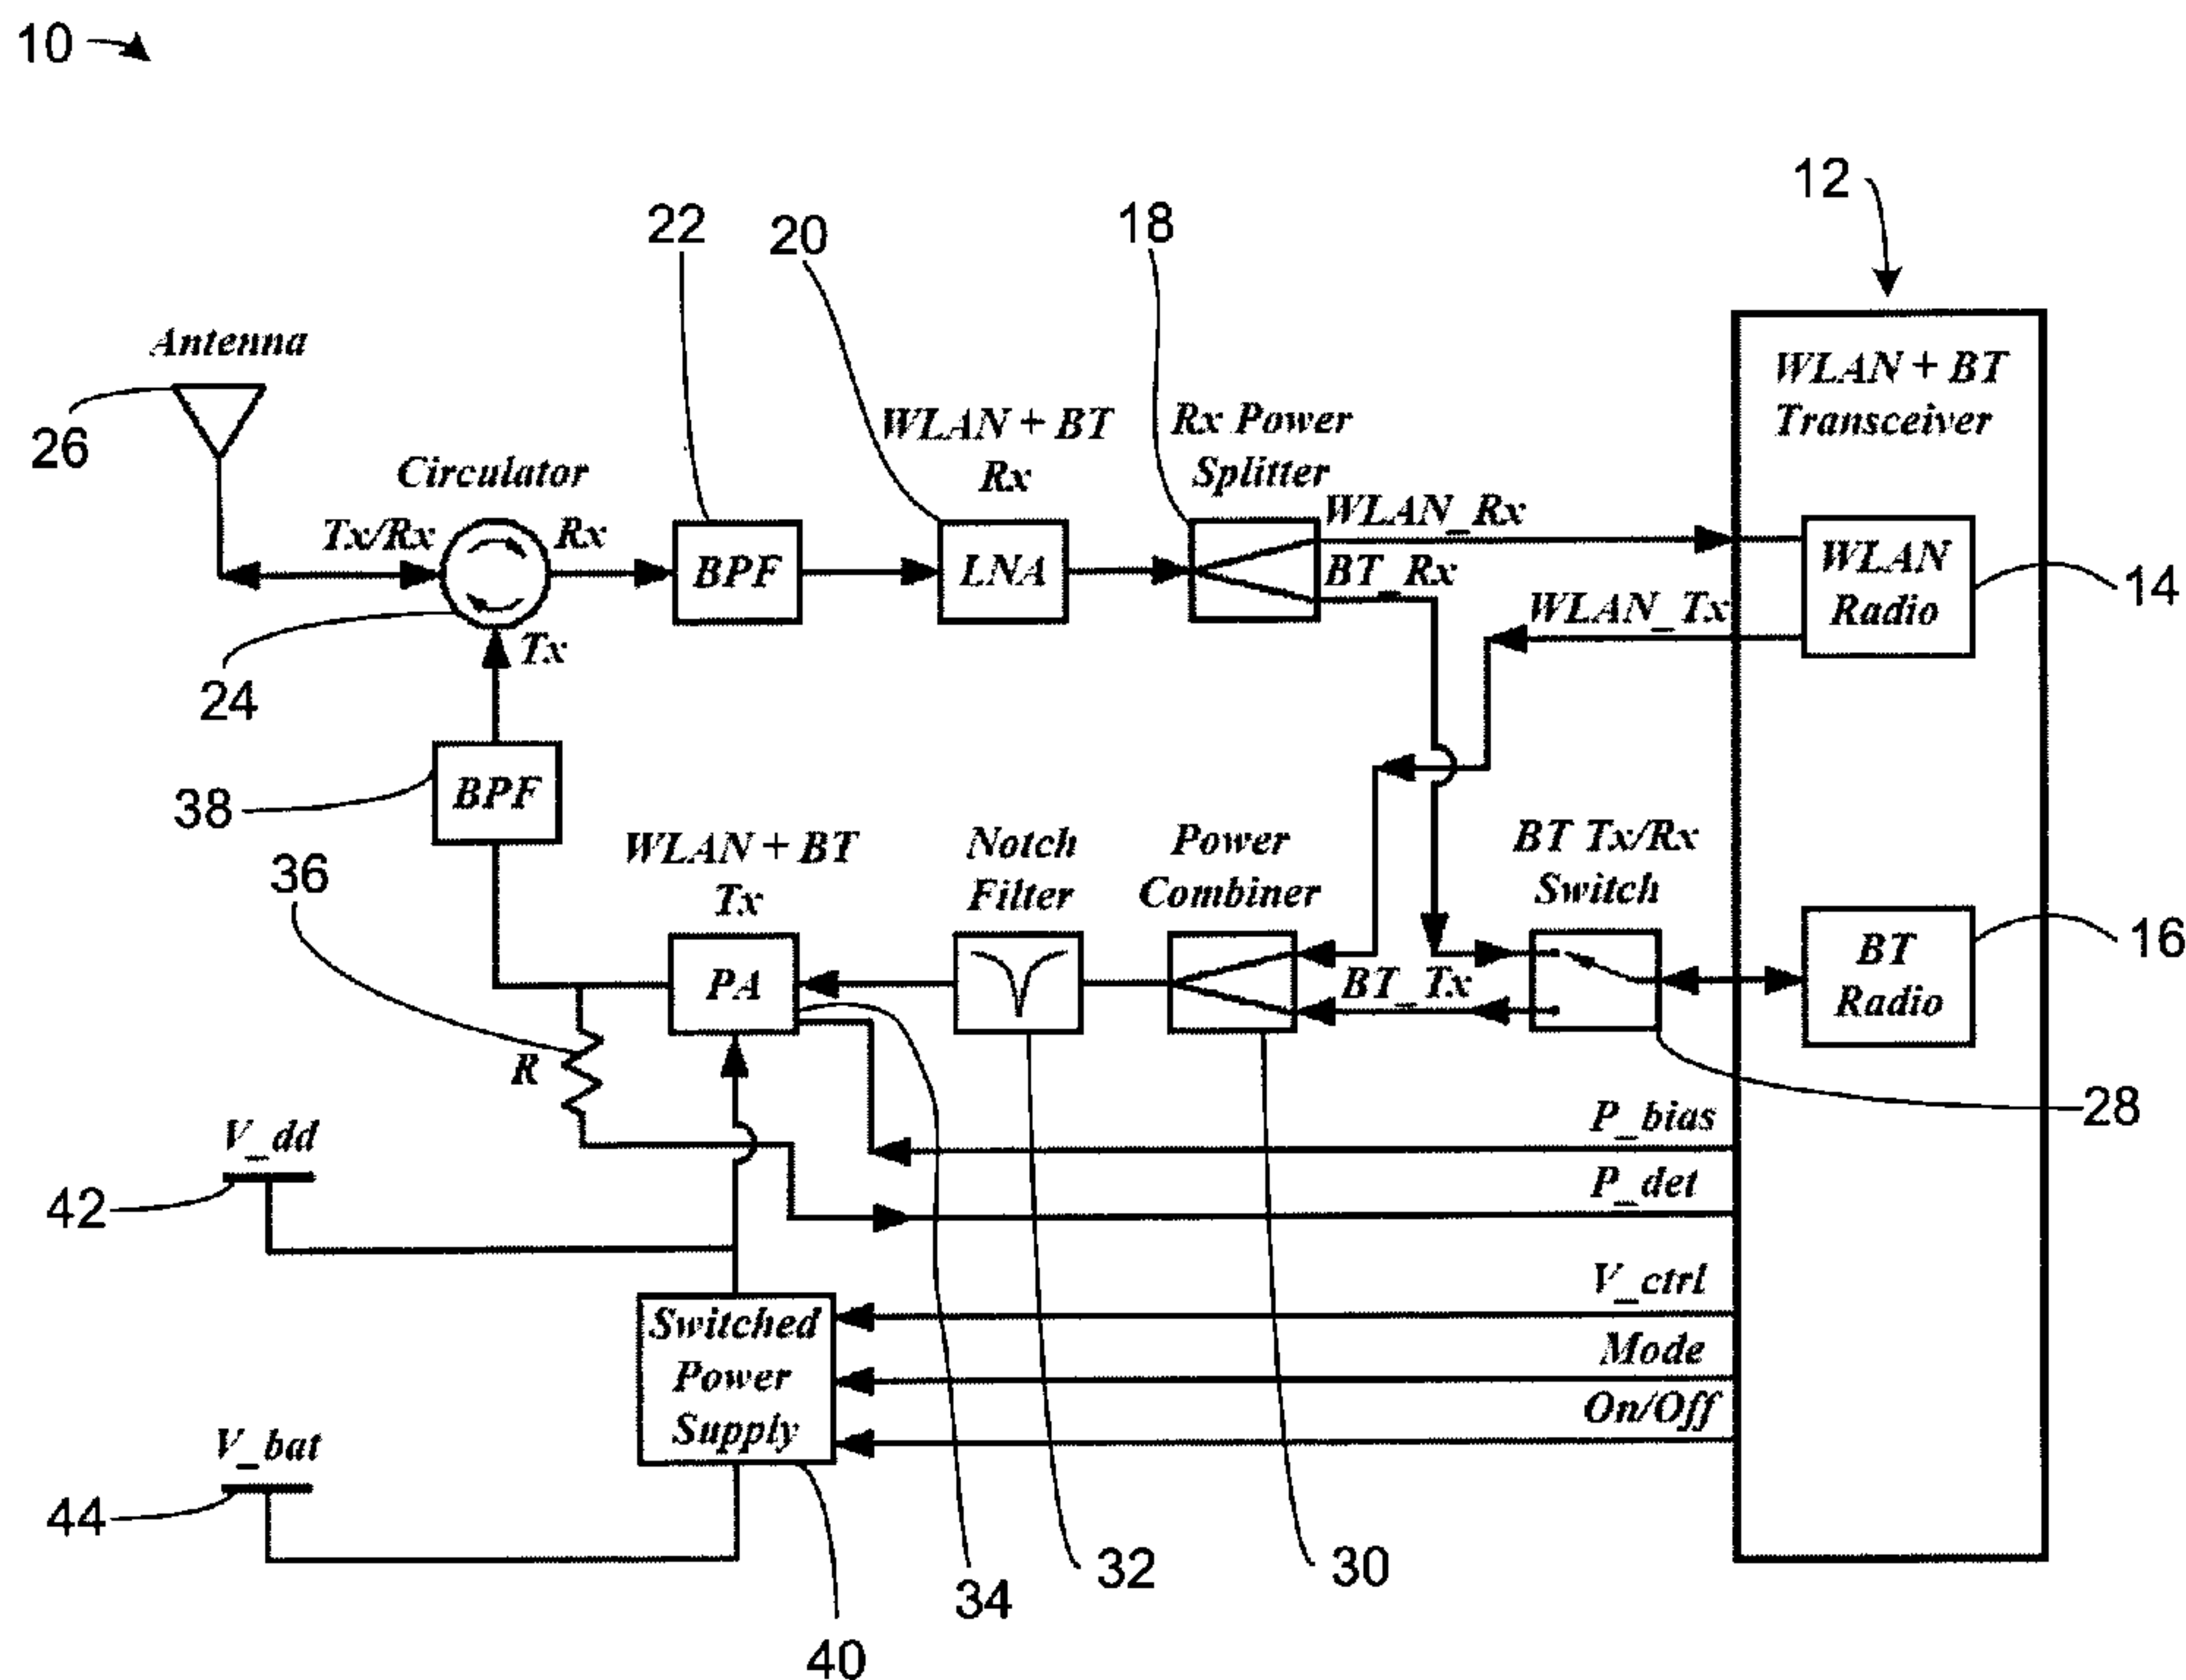 10
12
22
20
18
Antenna
26
WLAN + BT
Rx
Rx Power
Splitter
WLAN + BT
Transceiver
Circulator
Tx/Rx
Rx
BPF
LNA
WLAN_Rx
BT_Rx
WLAN
Radio
14
WLAN_Tx
Tx
24
BPF
38
36
WLAN + BT
Tx
Notch
Filter
Power
Combiner
BT Tx/Rx
Switch
PA
BT_Tx
BT
Radio
16
R
28
P_bias
V_dd
42
P_det
V_ctrl
Switched
Power
Supply
Mode
On/Off
V_bat
44
34
32
30
40